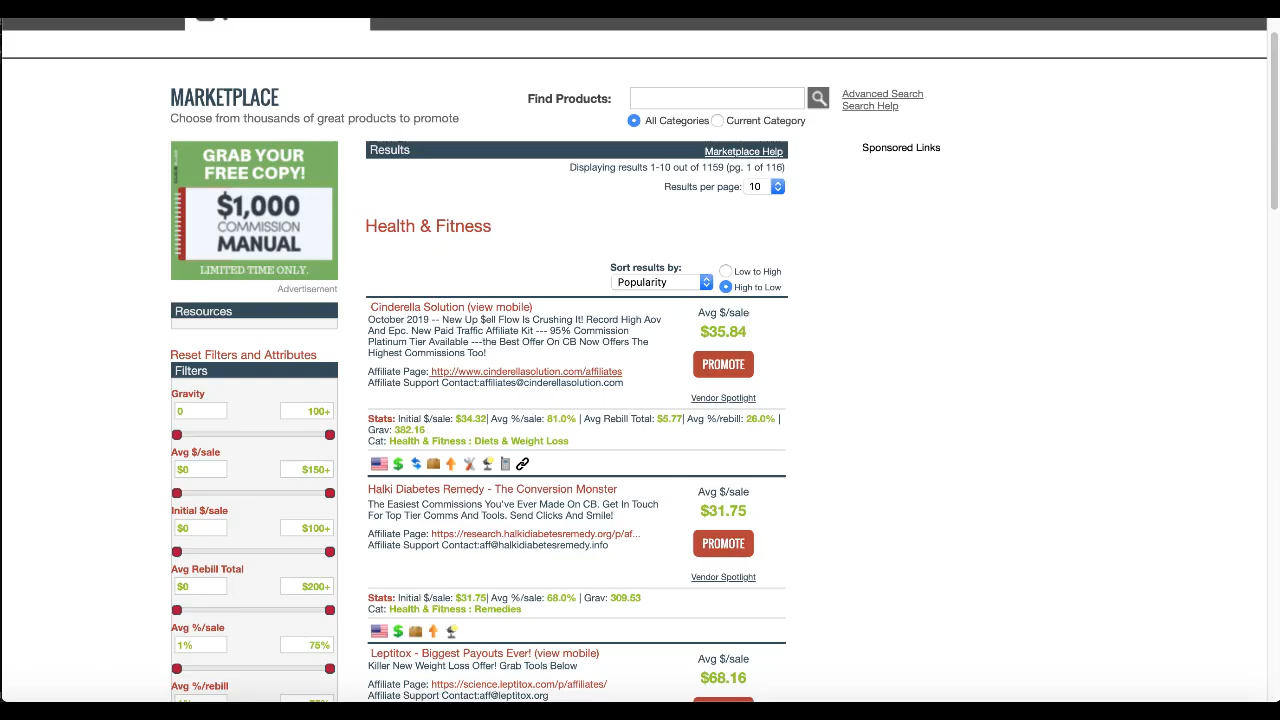 MARKETPLACE
Choose from thousands of great products to promote
Find Products:
Advanced Search
Search Help
All Categories
Current Category
GRAB YOUR
FREE COPY!
$1,000
COMMISSION
MANUAL
LIMITED TIME ONLY.
Advertisement
Resources
Reset Filters and Attributes
Filters
Gravity
0
100+
Avg $/sale
$0
$150+
Initial $/sale
$0
$100+
Avg Rebill Total
$0
$200+
Avg %/sale
1%
75%
Avg %/rebill
Results
Marketplace Help
Displaying results 1-10 out of 1159 (pg. 1 of 116)
Results per page: 10
Health & Fitness
Sort results by:
Popularity
Low to High
High to Low
Cinderella Solution (view mobile)
October 2019 -- New Up $ell Flow Is Crushing It! Record High Aov
And Epc. New Paid Traffic Affiliate Kit --- 95% Commission
Platinum Tier Available ---the Best Offer On CB Now Offers The
Highest Commissions Too!
Affiliate Page: http://www.cinderellasolution.com/affiliates
Affiliate Support Contact:affiliates@cinderellasolution.com
Avg $/sale
$35.84
PROMOTE
Vendor Spotlight
Stats: Initial $/sale: $34.32| Avg %/sale: 81.0% | Avg Rebill Total: $5.77| Avg %/rebill: 26.0% |
Grav: 382.16
Cat: Health & Fitness : Diets & Weight Loss
Halki Diabetes Remedy - The Conversion Monster
The Easiest Commissions You've Ever Made On CB. Get In Touch
For Top Tier Comms And Tools. Send Clicks And Smile!
Affiliate Page: https://research.halkidiabetesremedy.org/p/af...
Affiliate Support Contact:aff@halkidiabetesremedy.info
Avg $/sale
$31.75
PROMOTE
Vendor Spotlight
Stats: Initial $/sale: $31.75| Avg %/sale: 68.0% | Grav: 309.53
Cat: Health & Fitness : Remedies
Leptitox - Biggest Payouts Ever! (view mobile)
Killer New Weight Loss Offer! Grab Tools Below
Affiliate Page: https://science.leptitox.com/p/affiliates/
Affiliate Support Contact:aff@leptitox.org
Avg $/sale
$68.16
Sponsored Links